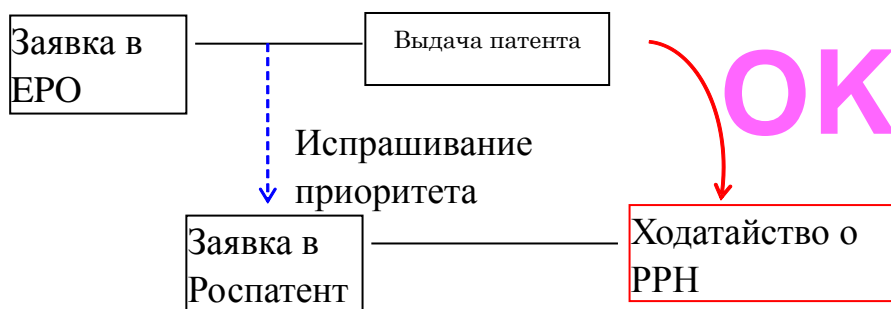 Заявка в
EPO
Выдача патента
OK
Испрашивание
приоритета
Заявка в
Роспатент
Ходатайство о
PPH